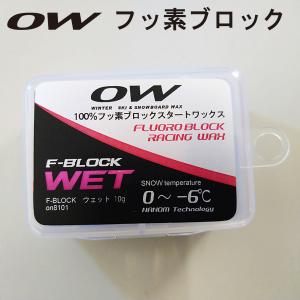 OW フッ素ブロック
OW
WINTER SKI & SNOWBOARD WAX
100%フッ素ブロックスタートワックス
FLUORO BLOCK
RACING WAX
F-BLOCK
WET
SNOW temperature
0～-6℃
NANOM Technology
F-BLOCK ウェット 10g
on8101